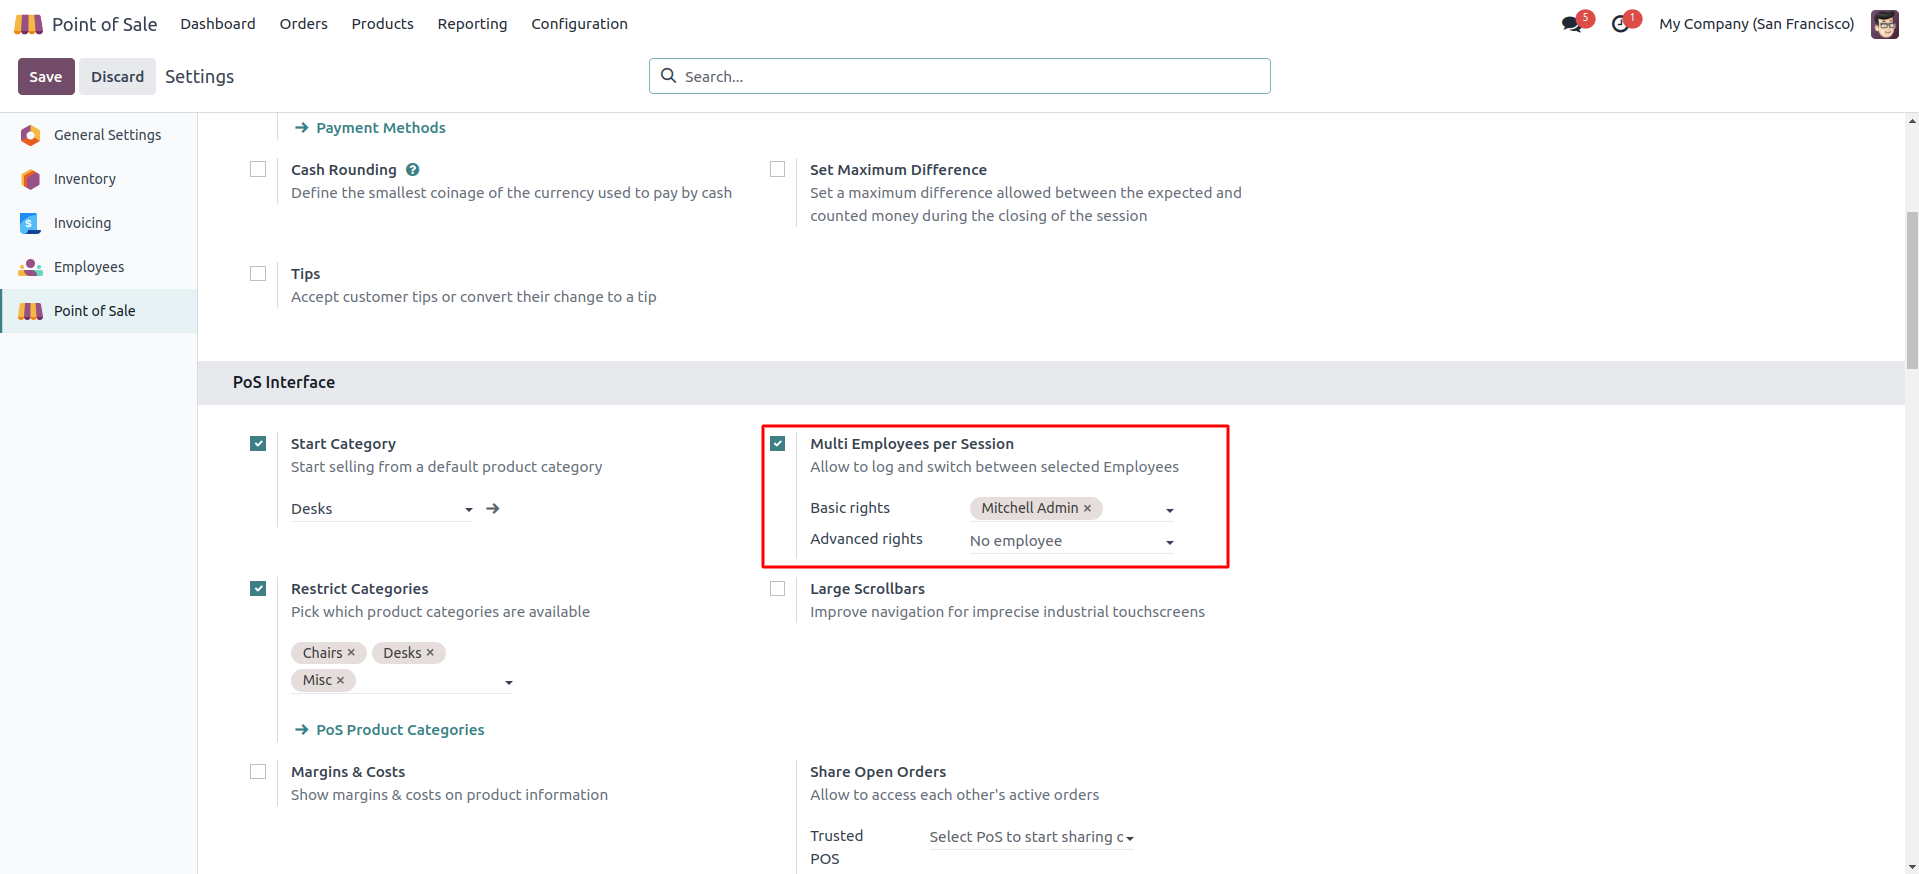 Point of Sale Dashboard Orders Products Reporting Configuration 5 1 My Company (San Francisco)
Save Discard Settings Search...
General Settings
Inventory
Invoicing
Employees
Point of Sale
Payment Methods
Cash Rounding ?
Define the smallest coinage of the currency used to pay by cash
Set Maximum Difference
Set a maximum difference allowed between the expected and
counted money during the closing of the session
Tips
Accept customer tips or convert their change to a tip
PoS Interface
Start Category
Start selling from a default product category
Desks
Multi Employees per Session
Allow to log and switch between selected Employees
Basic rights Mitchell Admin ×
Advanced rights No employee
Restrict Categories
Pick which product categories are available
Chairs × Desks ×
Misc ×
PoS Product Categories
Large Scrollbars
Improve navigation for imprecise industrial touchscreens
Margins & Costs
Show margins & costs on product information
Share Open Orders
Allow to access each other's active orders
Trusted
POS
Select PoS to start sharing